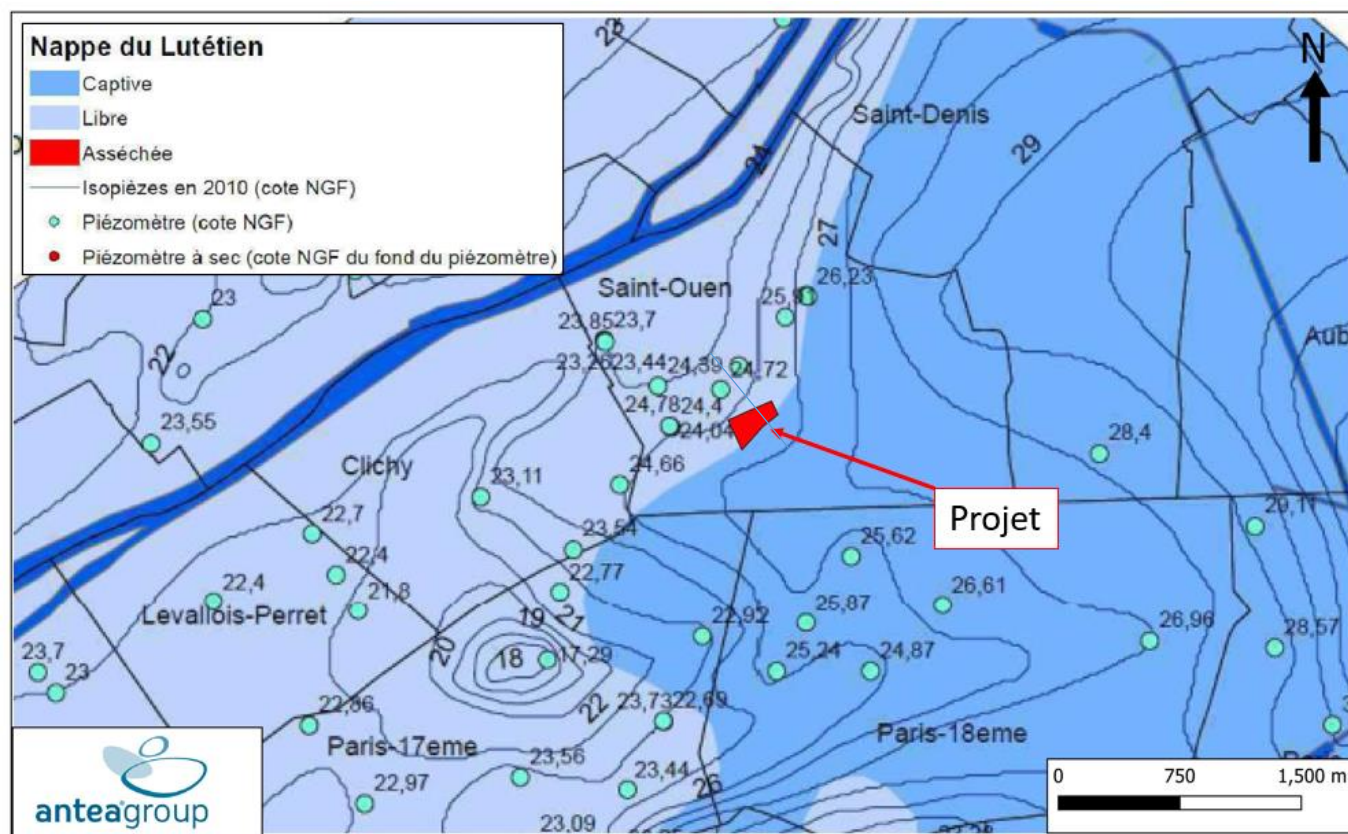 Nappe du Lutétien
Captive
Libre
Asséchée
Isopièzes en 2010 (cote NGF)
Piézomètre (cote NGF)
Piézomètre à sec (cote NGF du fond du piézomètre)
N
Saint-Denis
24
29
27
26,23
Saint-Ouen
23
23,85
23,7
22
23,44
24,39
24,72
24,78
24,4
23,55
24,04
28,4
Clichy
24,66
23,11
Projet
29,11
22,7
23,54
25,62
22,4
22,77
22,4
21,8
26,61
Levallois-Perret
19
21
22,92
25,87
26,96
28,57
20
18
17,29
25,24
24,87
23,7
23
22
23,73
22,69
22,86
Paris-17eme
Paris-18eme
23,56
26
23,44
22,97
23,09
anteagroup
0 750 1,500 m